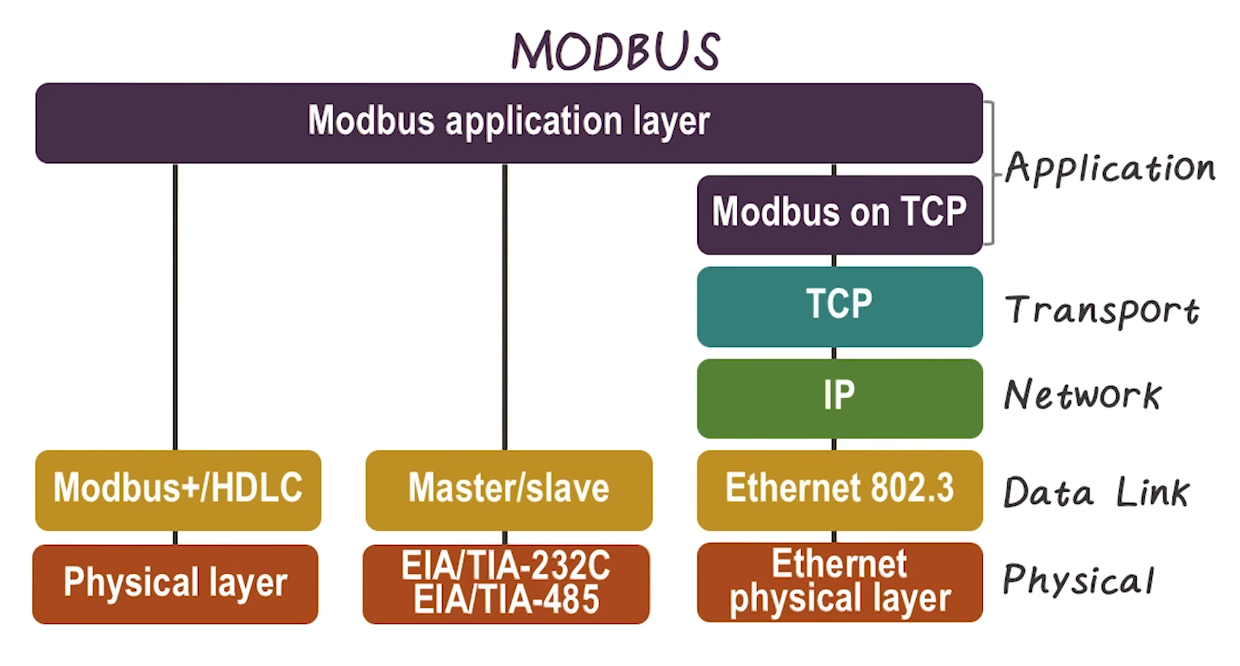 MODBUS
Modbus application layer
Application
Modbus on TCP
TCP
Transport
IP
Network
Modbus+/HDLC
Master/slave
Ethernet 802.3
Data Link
Physical layer
EIA/TIA-232C
EIA/TIA-485
Ethernet
physical layer
Physical